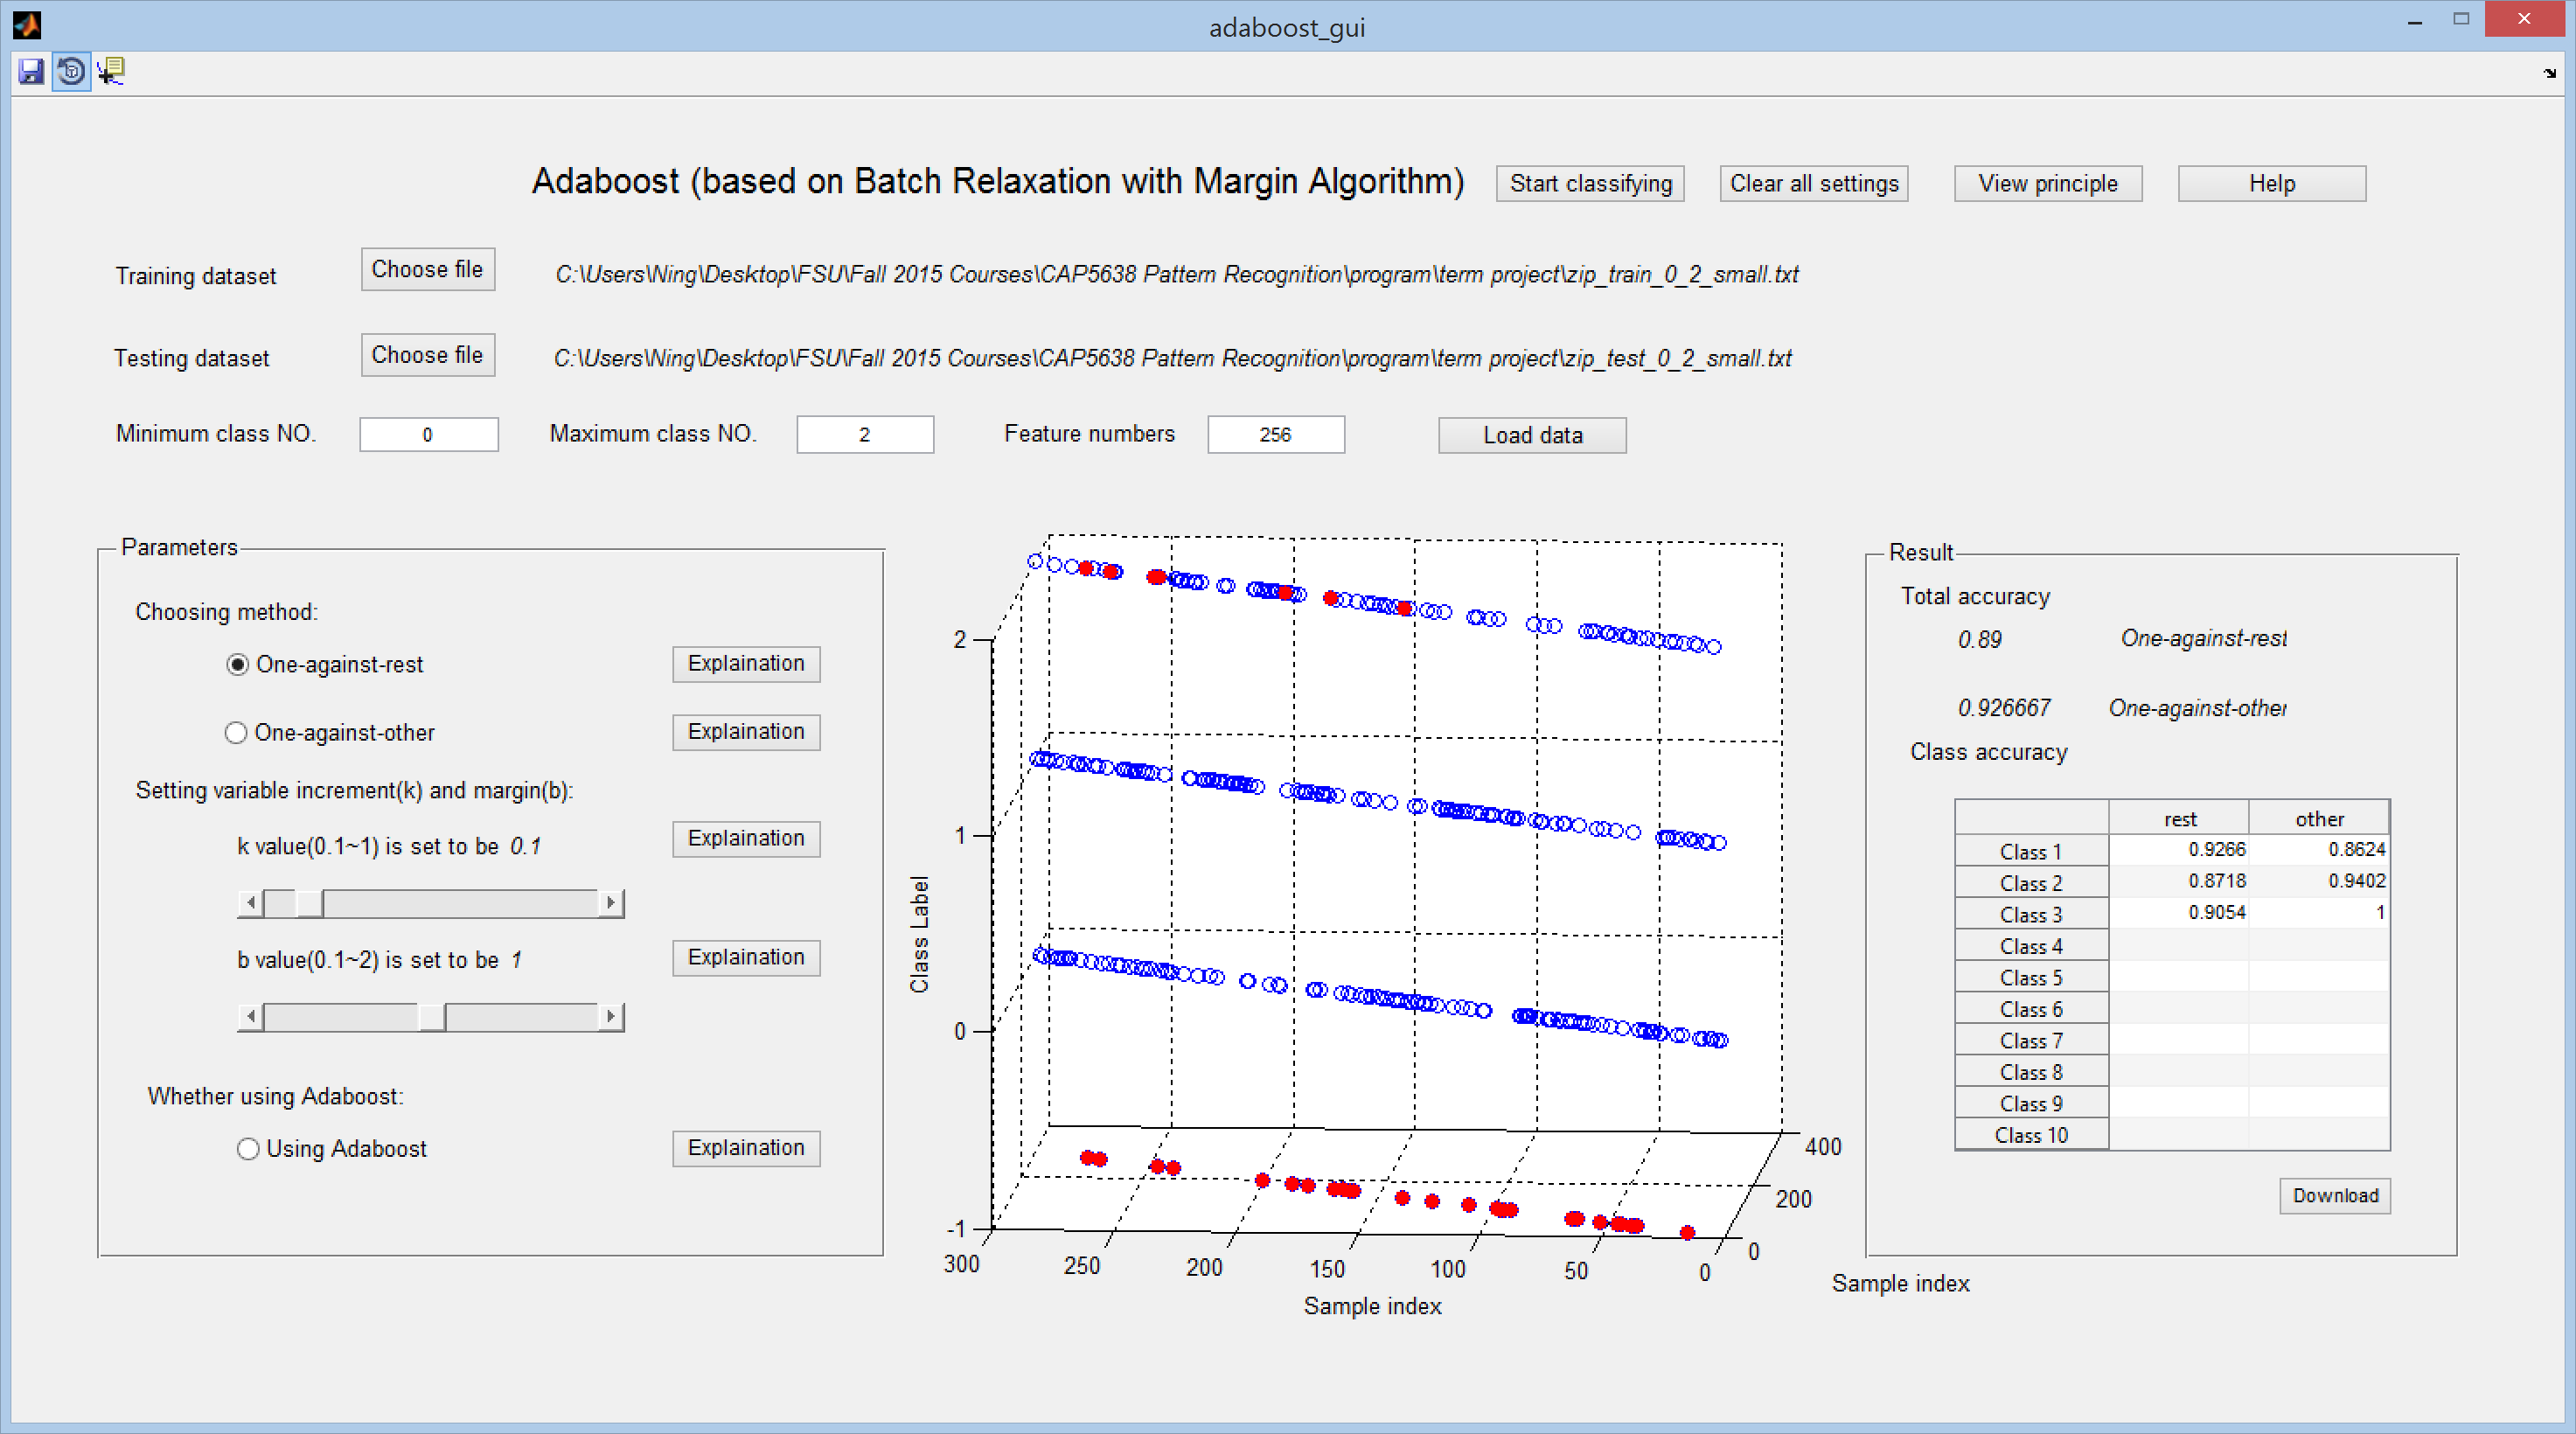 adaboost_gui
Adaboost (based on Batch Relaxation with Margin Algorithm) Start classifying Clear all settings View principle Help
Training dataset Choose file C:\Users\Ning\Desktop\FSU\Fall 2015 Courses\CAP5638 Pattern Recognition\program\term project\zip_train_0_2_small.txt
Testing dataset Choose file C:\Users\Ning\Desktop\FSU\Fall 2015 Courses\CAP5638 Pattern Recognition\program\term project\zip_test_0_2_small.txt
Minimum class NO. 0 Maximum class NO. 2 Feature numbers 256 Load data
Parameters
Choosing method:
One-against-rest Explaination
One-against-other Explaination
Setting variable increment(k) and margin(b):
k value(0.1~1) is set to be 0.1 Explaination
b value(0.1~2) is set to be 1 Explaination
Whether using Adaboost:
Using Adaboost Explaination
Class Label
2
1
0
-1
300 250 200 150 100 50 0
Sample index
400
200
0
Sample index
Result
Total accuracy
0.89 One-against-rest
0.926667 One-against-other
Class accuracy
rest other
Class 1 0.9266 0.8624
Class 2 0.8718 0.9402
Class 3 0.9054 1
Class 4
Class 5
Class 6
Class 7
Class 8
Class 9
Class 10
Download